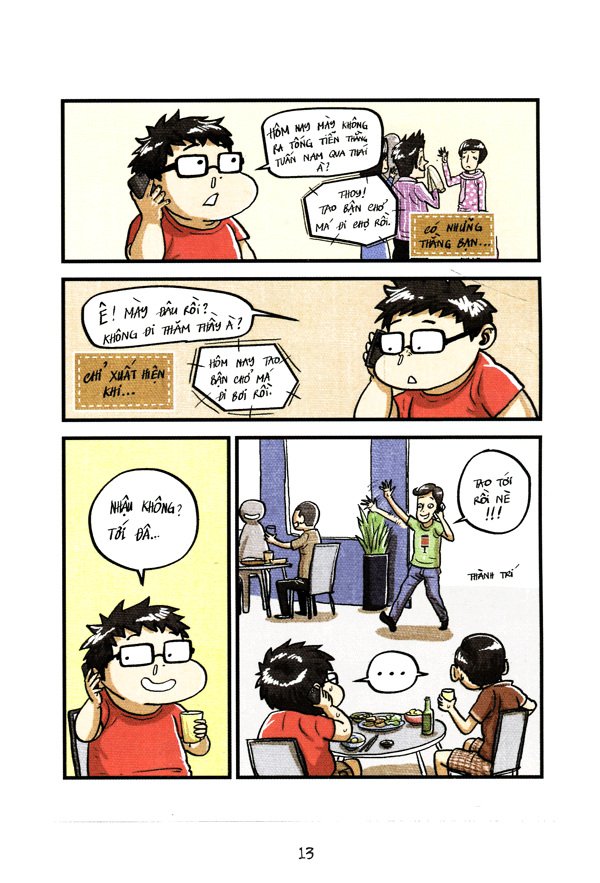 HÔM NAY MÀY KHÔNG
RA TÔNG TIỄN THẰNG
TUẤN NAM QUA THÁI
À?
THOY!
TAO BẬN CHỞ
MÁ ĐI CHỢ RỒI.
CÓ NHỮNG
THẰNG BẠN...
Ê! MÀY ĐÂU RỒI?
KHÔNG ĐI THĂM THẦY À?
CHỈ XUẤT HIỆN
KHI...
HÔM NAY TAO
BẬN CHỞ MÁ
ĐI BƠI RỒI.
NHẬU KHÔNG?
TỚI ĐÂ...
TAO TỚI
RỒI NÈ
!!!
THÀNH TRÍ
...
13